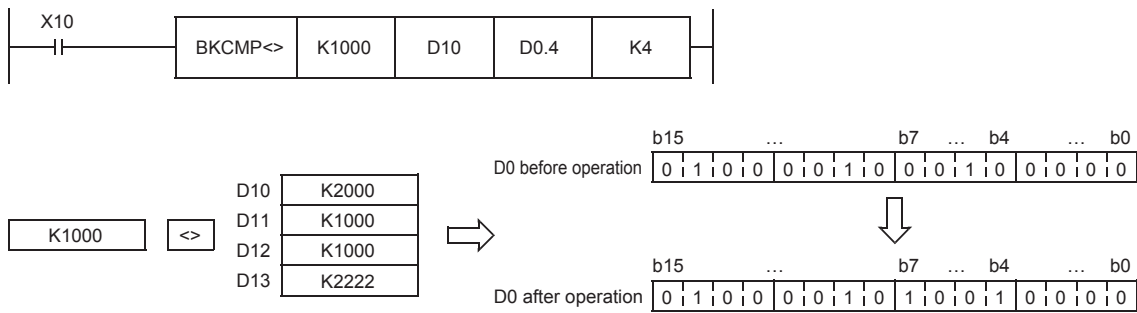 X10
BKCMP<> K1000 D10 D0.4 K4
b15 … b7 … b4 … b0
D0 before operation 0 1 0 0 0 0 1 0 0 0 1 0 0 0 0 0
D10 K2000
D11 K1000
K1000 <>
D12 K1000
D13 K2222
b15 … b7 … b4 … b0
D0 after operation 0 1 0 0 0 0 1 0 1 0 0 1 0 0 0 0